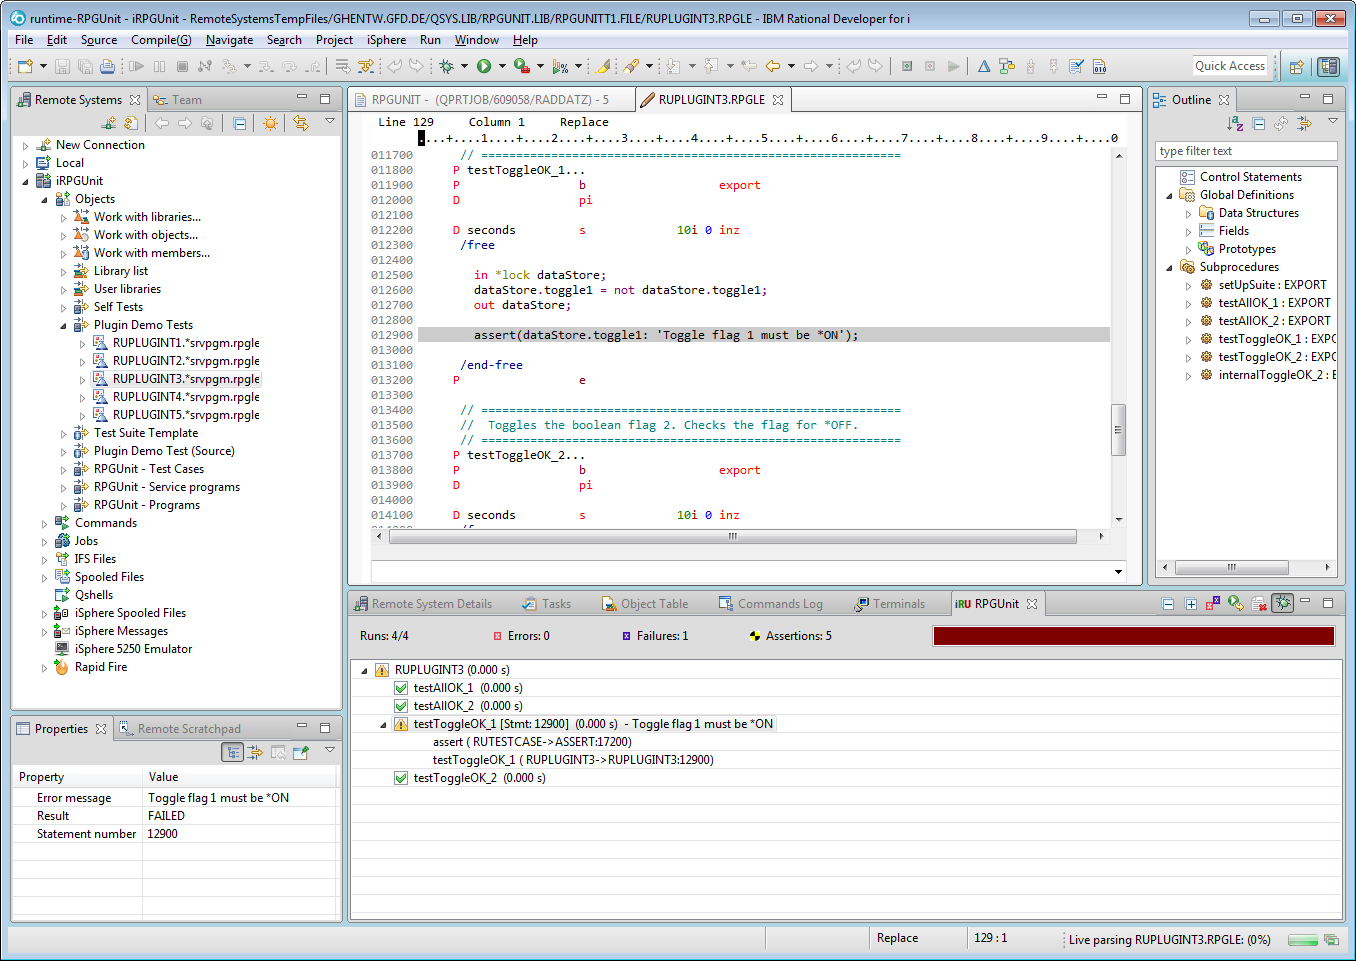 runtime-RPGUnit - iRPGUnit - RemoteSystemsTempFiles/GHENTW.GFD.DE/QSYS.LIB/RPGUNIT.LIB/RPGUNITT1.FILE/RUPLUGINT3.RPGLE - IBM Rational Developer for i
File Edit Source Compile(G) Navigate Search Project iSphere Run Window Help
Quick Access
Remote Systems
Team
New Connection
Local
iRPGUnit
Objects
Work with libraries...
Work with objects...
Work with members...
Library list
User libraries
Self Tests
Plugin Demo Tests
RUPLUGINT1.*srvpgm.rpgle
RUPLUGINT2.*srvpgm.rpgle
RUPLUGINT3.*srvpgm.rpgle
RUPLUGINT4.*srvpgm.rpgle
RUPLUGINT5.*srvpgm.rpgle
Test Suite Template
Plugin Demo Test (Source)
RPGUnit - Test Cases
RPGUnit - Service programs
RPGUnit - Programs
Commands
Jobs
IFS Files
Spooled Files
Qshells
iSphere Spooled Files
iSphere Messages
iSphere 5250 Emulator
Rapid Fire
Properties
Remote Scratchpad
Property Value
Error message Toggle flag 1 must be *ON
Result FAILED
Statement number 12900
RPGUNIT - (QPRTJOB/609058/RADDATZ) - 5
RUPLUGINT3.RPGLE
Line 129 Column 1 Replace
...+....1....+....2....+....3....+....4....+....5....+....6....+....7....+....8....+....9....+....0
011700 // ============================================================
011800 P testToggleOK_1...
011900 P b export
012000 D pi
012100
012200 D seconds s 10i 0 inz
012300 /free
012400
012500 in *lock dataStore;
012600 dataStore.toggle1 = not dataStore.toggle1;
012700 out dataStore;
012800
012900 assert(dataStore.toggle1: 'Toggle flag 1 must be *ON');
013000
013100 /end-free
013200 P e
013300
013400 // ============================================================
013500 // Toggles the boolean flag 2. Checks the flag for *OFF.
013600 // ============================================================
013700 P testToggleOK_2...
013800 P b export
013900 D pi
014000
014100 D seconds s 10i 0 inz
Outline
type filter text
Control Statements
Global Definitions
Data Structures
Fields
Prototypes
Subprocedures
setUpSuite : EXPORT
testAllOK_1 : EXPORT
testAllOK_2 : EXPORT
testToggleOK_1 : EXPC
testToggleOK_2 : EXPC
internalToggleOK_2 : E
Remote System Details
Tasks
Object Table
Commands Log
Terminals
iRU RPGUnit
Runs: 4/4 Errors: 0 Failures: 1 Assertions: 5
RUPLUGINT3 (0.000 s)
testAllOK_1 (0.000 s)
testAllOK_2 (0.000 s)
testToggleOK_1 [Stmt: 12900] (0.000 s) - Toggle flag 1 must be *ON
assert ( RUTESTCASE->ASSERT:17200)
testToggleOK_1 ( RUPLUGINT3->RUPLUGINT3:12900)
testToggleOK_2 (0.000 s)
Replace
129 : 1
Live parsing RUPLUGINT3.RPGLE: (0%)